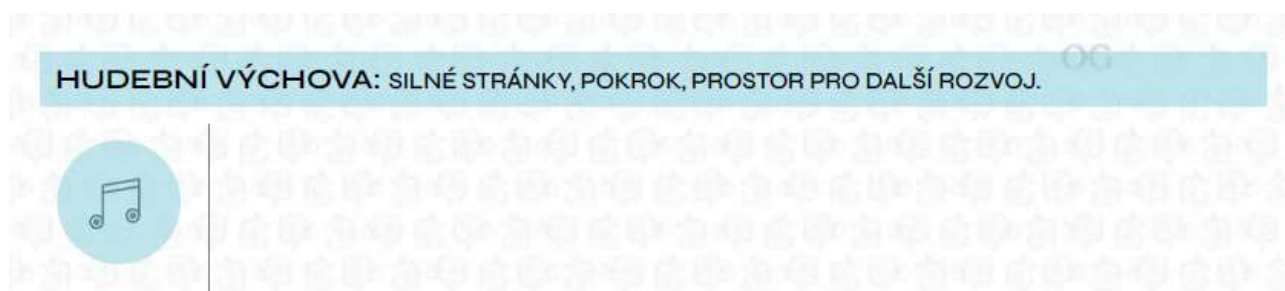 OG
HUDEBNÍ VÝCHOVA: SILNÉ STRÁNKY, POKROK, PROSTOR PRO DALŠÍ ROZVOJ.